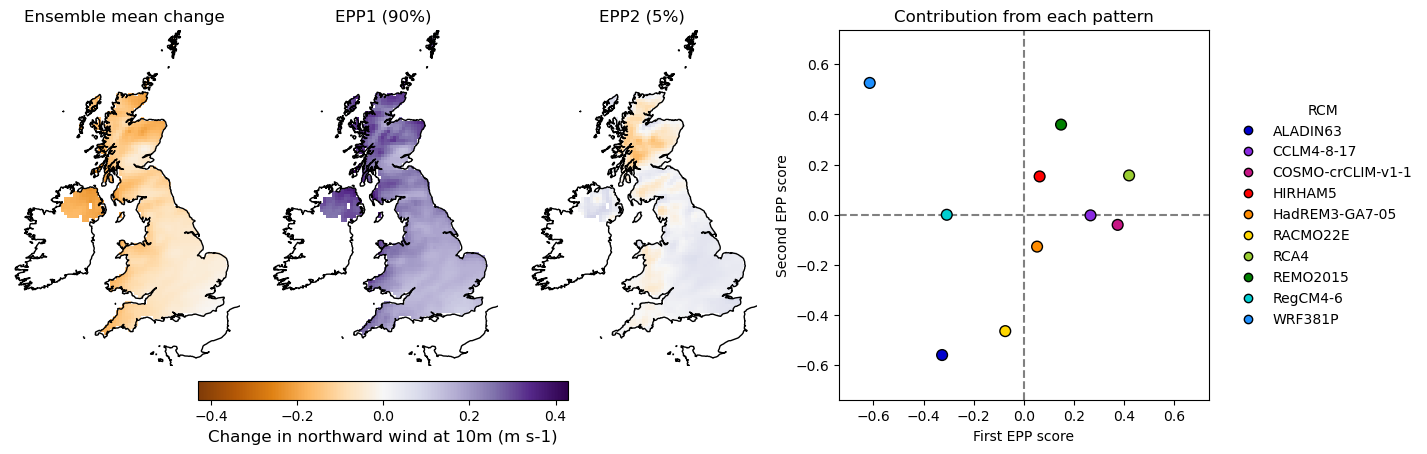 Ensemble mean change
EPP1 (90%)
EPP2 (5%)
−0.4
−0.2
0.0
0.2
0.4
Change in northward wind at 10m (m s-1)
Contribution from each pattern
Second EPP score
0.6
0.4
0.2
0.0
−0.2
−0.4
−0.6
−0.6
−0.4
−0.2
0.0
0.2
0.4
0.6
First EPP score
RCM
ALADIN63
CCLM4-8-17
COSMO-crCLIM-v1-1
HIRHAM5
HadREM3-GA7-05
RACMO22E
RCA4
REMO2015
RegCM4-6
WRF381P